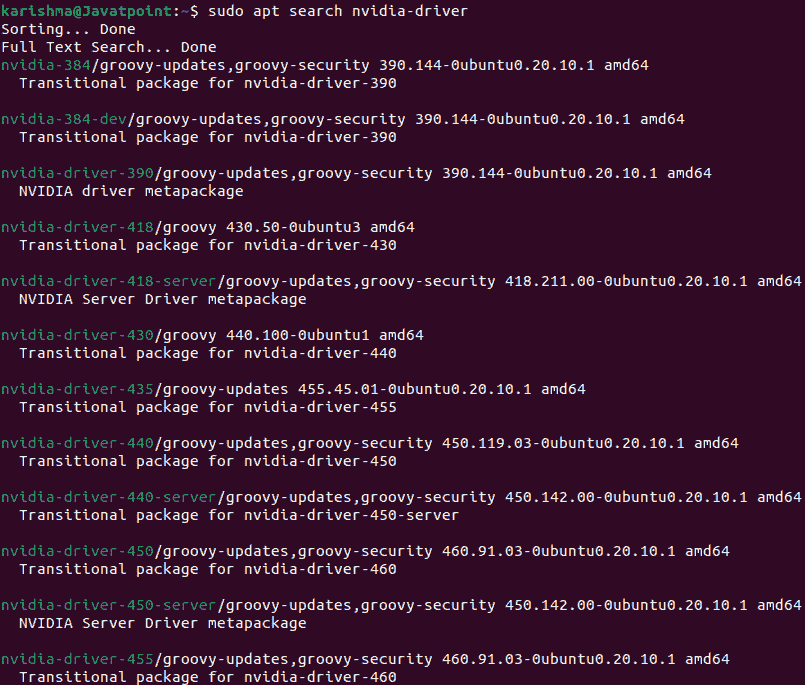 karishma@Javatpoint:~$ sudo apt search nvidia-driver
Sorting... Done
Full Text Search... Done
nvidia-384/groovy-updates,groovy-security 390.144-0ubuntu0.20.10.1 amd64
  Transitional package for nvidia-driver-390

nvidia-384-dev/groovy-updates,groovy-security 390.144-0ubuntu0.20.10.1 amd64
  Transitional package for nvidia-driver-390

nvidia-driver-390/groovy-updates,groovy-security 390.144-0ubuntu0.20.10.1 amd64
  NVIDIA driver metapackage

nvidia-driver-418/groovy 430.50-0ubuntu3 amd64
  Transitional package for nvidia-driver-430

nvidia-driver-418-server/groovy-updates,groovy-security 418.211.00-0ubuntu0.20.10.1 amd64
  NVIDIA Server Driver metapackage

nvidia-driver-430/groovy 440.100-0ubuntu1 amd64
  Transitional package for nvidia-driver-440

nvidia-driver-435/groovy-updates 455.45.01-0ubuntu0.20.10.1 amd64
  Transitional package for nvidia-driver-455

nvidia-driver-440/groovy-updates,groovy-security 450.119.03-0ubuntu0.20.10.1 amd64
  Transitional package for nvidia-driver-450

nvidia-driver-440-server/groovy-updates,groovy-security 450.142.00-0ubuntu0.20.10.1 amd64
  Transitional package for nvidia-driver-450-server

nvidia-driver-450/groovy-updates,groovy-security 460.91.03-0ubuntu0.20.10.1 amd64
  Transitional package for nvidia-driver-460

nvidia-driver-450-server/groovy-updates,groovy-security 450.142.00-0ubuntu0.20.10.1 amd64
  NVIDIA Server Driver metapackage

nvidia-driver-455/groovy-updates,groovy-security 460.91.03-0ubuntu0.20.10.1 amd64
  Transitional package for nvidia-driver-460